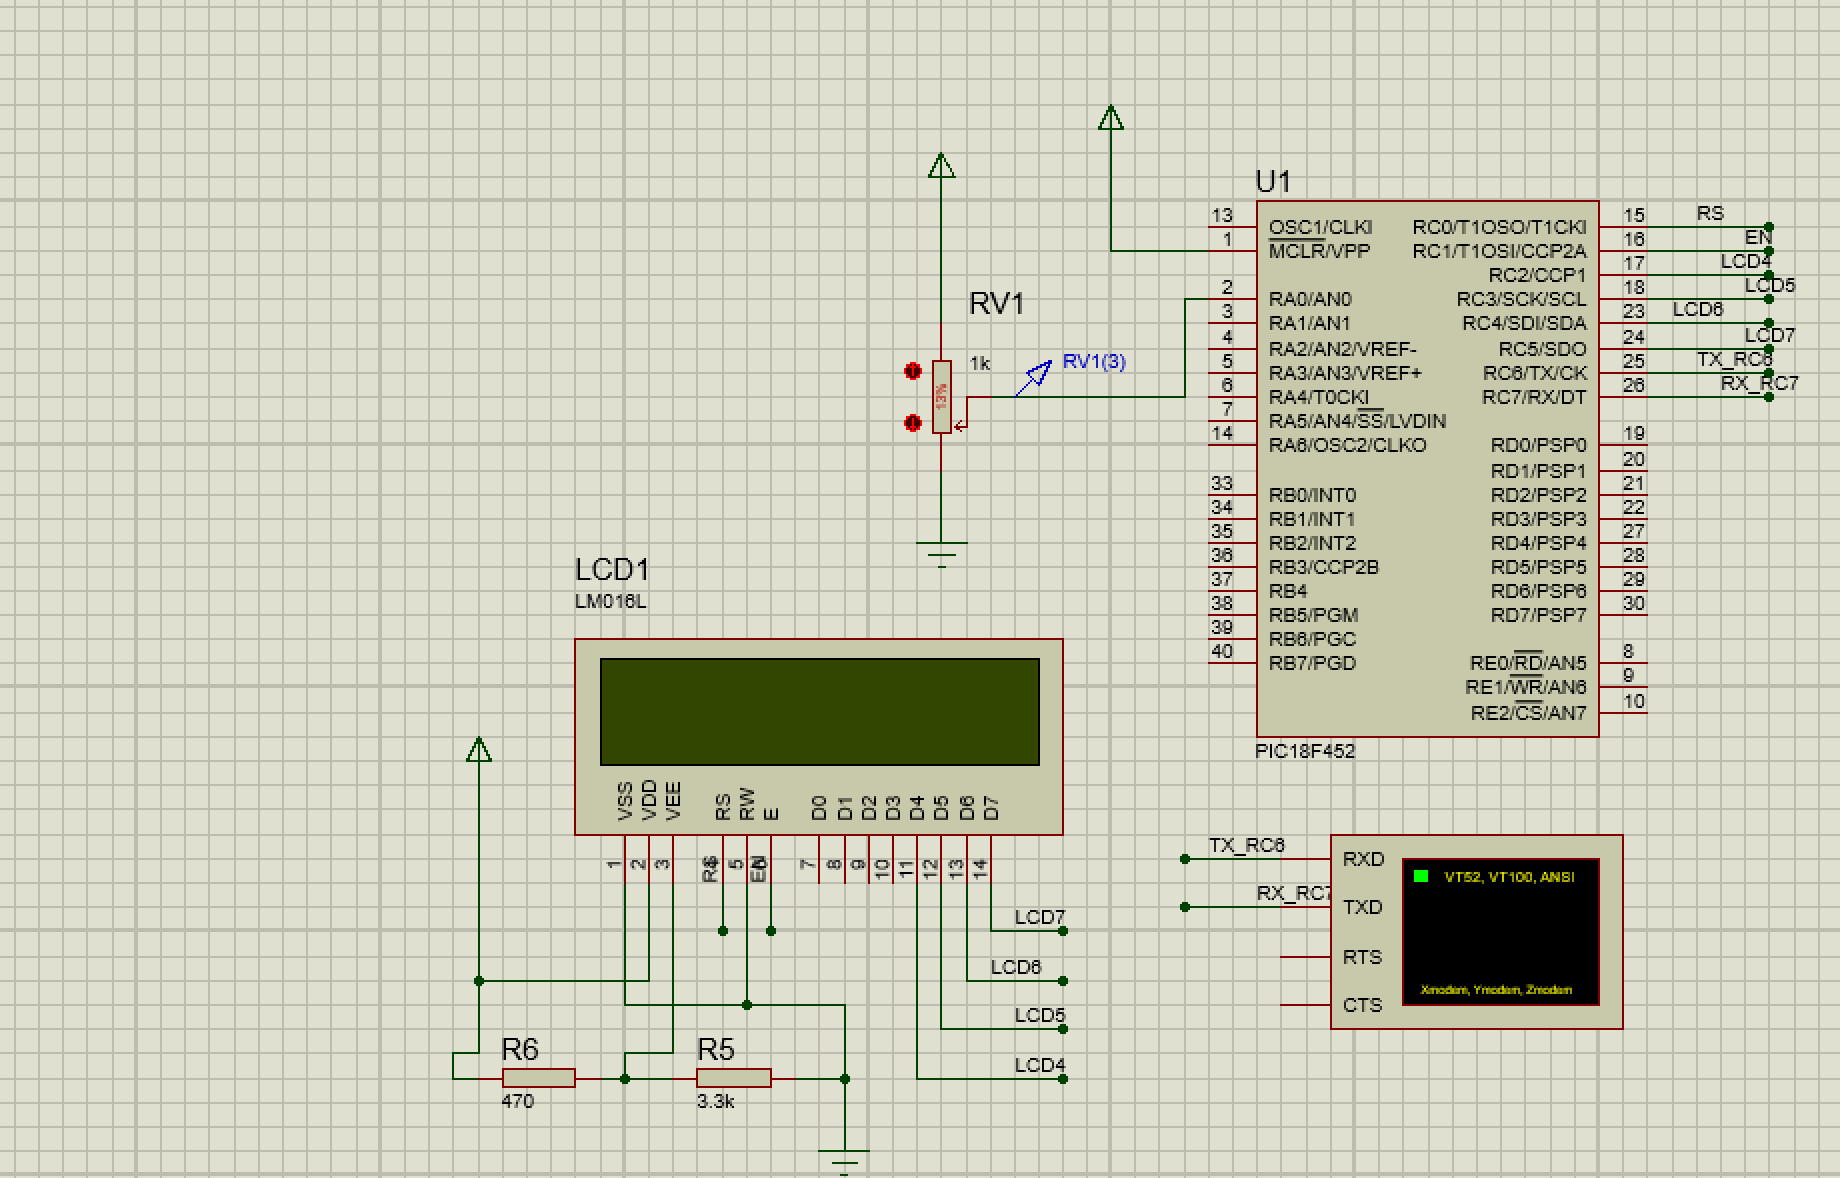 U1
13 OSC1/CLKI RC0/T1OSO/T1CKI 15 RS
1 MCLR/VPP RC1/T1OSI/CCP2A 16 EN
RC2/CCP1 17 LCD4
2 RA0/AN0 RC3/SCK/SCL 18 LCD5
3 RA1/AN1 RC4/SDI/SDA 23 LCD6
4 RA2/AN2/VREF- RC5/SDO 24 LCD7
5 RA3/AN3/VREF+ RC6/TX/CK 25 TX_RC6
6 RA4/T0CKI RC7/RX/DT 26 RX_RC7
7 RA5/AN4/SS/LVDIN
14 RA6/OSC2/CLKO RD0/PSP0 19
RD1/PSP1 20
33 RB0/INT0 RD2/PSP2 21
34 RB1/INT1 RD3/PSP3 22
35 RB2/INT2 RD4/PSP4 27
36 RB3/CCP2B RD5/PSP5 28
37 RB4 RD6/PSP6 29
38 RB5/PGM RD7/PSP7 30
39 RB6/PGC
40 RB7/PGD RE0/RD/AN5 8
RE1/WR/AN6 9
RE2/CS/AN7 10
PIC18F452
RV1
1k
13%
RV1(3)
LCD1
LM016L
VSS VDD VEE RS RW E D0 D1 D2 D3 D4 D5 D6 D7
1 2 3 4 5 6 7 8 9 10 11 12 13 14
RS EN
LCD7
LCD6
LCD5
LCD4
R6
470
R5
3.3k
TX_RC6 RXD
RX_RC7 TXD
RTS
CTS
VT52, VT100, ANSI
Xmodem, Ymodem, Zmodem